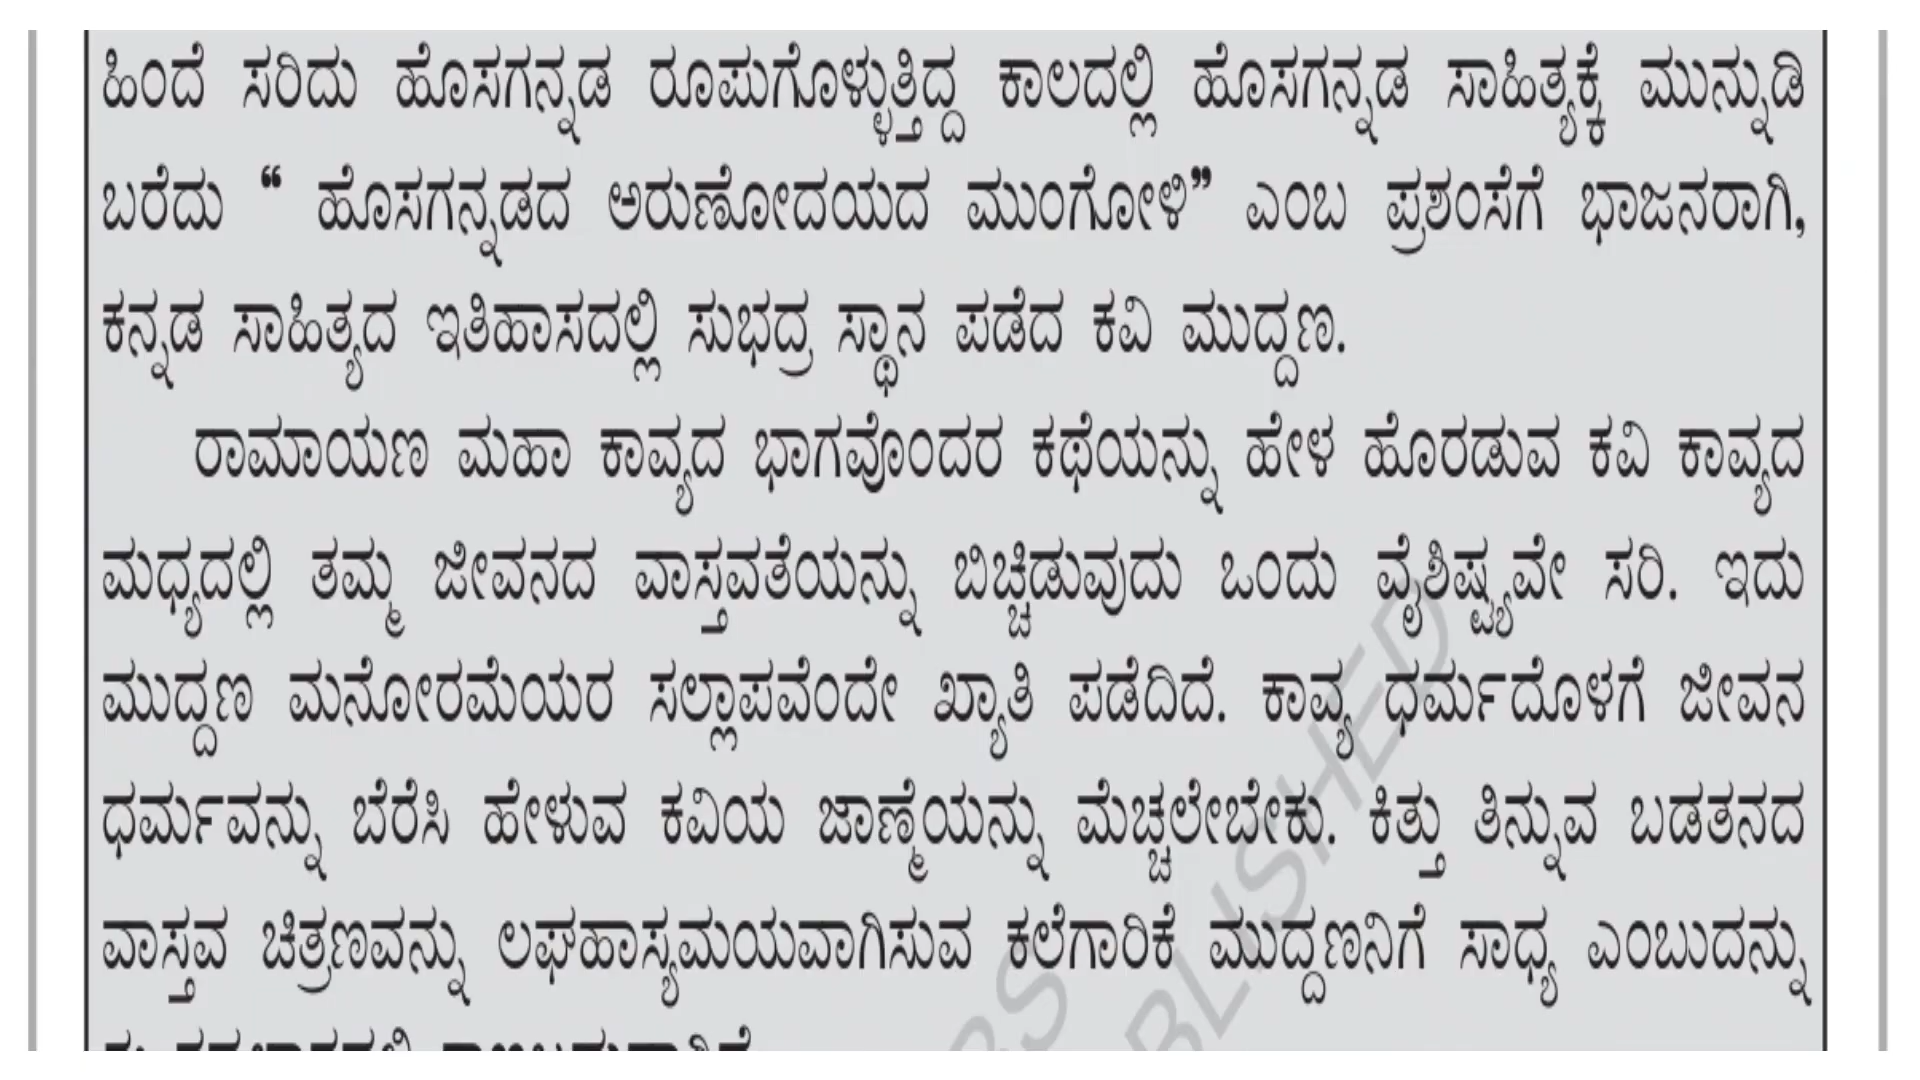 ಹಿಂದೆ ಸರಿದು ಹೊಸಗನ್ನಡ ರೂಪುಗೊಳ್ಳುತ್ತಿದ್ದ ಕಾಲದಲ್ಲಿ ಹೊಸಗನ್ನಡ ಸಾಹಿತ್ಯಕ್ಕೆ ಮುನ್ನುಡಿ
ಬರೆದು “ ಹೊಸಗನ್ನಡದ ಅರುಣೋದಯದ ಮುಂಗೋಳಿ” ಎಂಬ ಪ್ರಶಂಸೆಗೆ ಭಾಜನರಾಗಿ,
ಕನ್ನಡ ಸಾಹಿತ್ಯದ ಇತಿಹಾಸದಲ್ಲಿ ಸುಭದ್ರ ಸ್ಥಾನ ಪಡೆದ ಕವಿ ಮುದ್ದಣ.
ರಾಮಾಯಣ ಮಹಾ ಕಾವ್ಯದ ಭಾಗವೊಂದರ ಕಥೆಯನ್ನು ಹೇಳ ಹೊರಡುವ ಕವಿ ಕಾವ್ಯದ
ಮಧ್ಯದಲ್ಲಿ ತಮ್ಮ ಜೀವನದ ವಾಸ್ತವತೆಯನ್ನು ಬಿಚ್ಚಿಡುವುದು ಒಂದು ವೈಶಿಷ್ಟ್ಯವೇ ಸರಿ. ಇದು
ಮುದ್ದಣ ಮನೋರಮೆಯರ ಸಲ್ಲಾಪವೆಂದೇ ಖ್ಯಾತಿ ಪಡೆದಿದೆ. ಕಾವ್ಯ ಧರ್ಮದೊಳಗೆ ಜೀವನ
ಧರ್ಮವನ್ನು ಬೆರೆಸಿ ಹೇಳುವ ಕವಿಯ ಜಾಣ್ಮೆಯನ್ನು ಮೆಚ್ಚಲೇಬೇಕು. ಕಿತ್ತು ತಿನ್ನುವ ಬಡತನದ
ವಾಸ್ತವ ಚಿತ್ರಣವನ್ನು ಲಘಹಾಸ್ಯಮಯವಾಗಿಸುವ ಕಲೆಗಾರಿಕೆ ಮುದ್ದಣನಿಗೆ ಸಾಧ್ಯ ಎಂಬುದನ್ನು